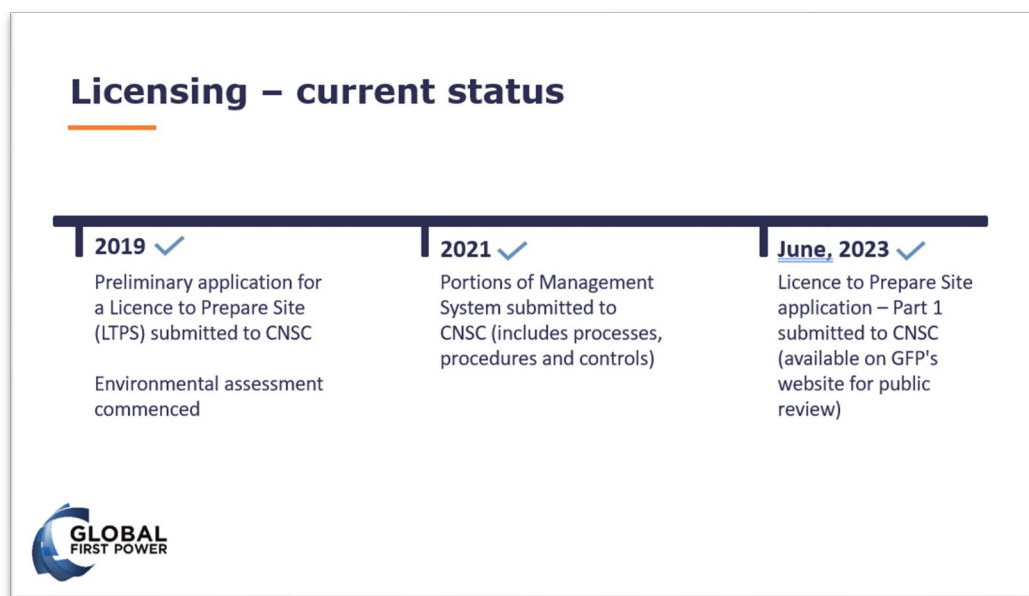 Licensing – current status
2019
Preliminary application for
a Licence to Prepare Site
(LTPS) submitted to CNSC
Environmental assessment
commenced
2021
Portions of Management
System submitted to
CNSC (includes processes,
procedures and controls)
June, 2023
Licence to Prepare Site
application – Part 1
submitted to CNSC
(available on GFP's
website for public
review)
GLOBAL
FIRST POWER